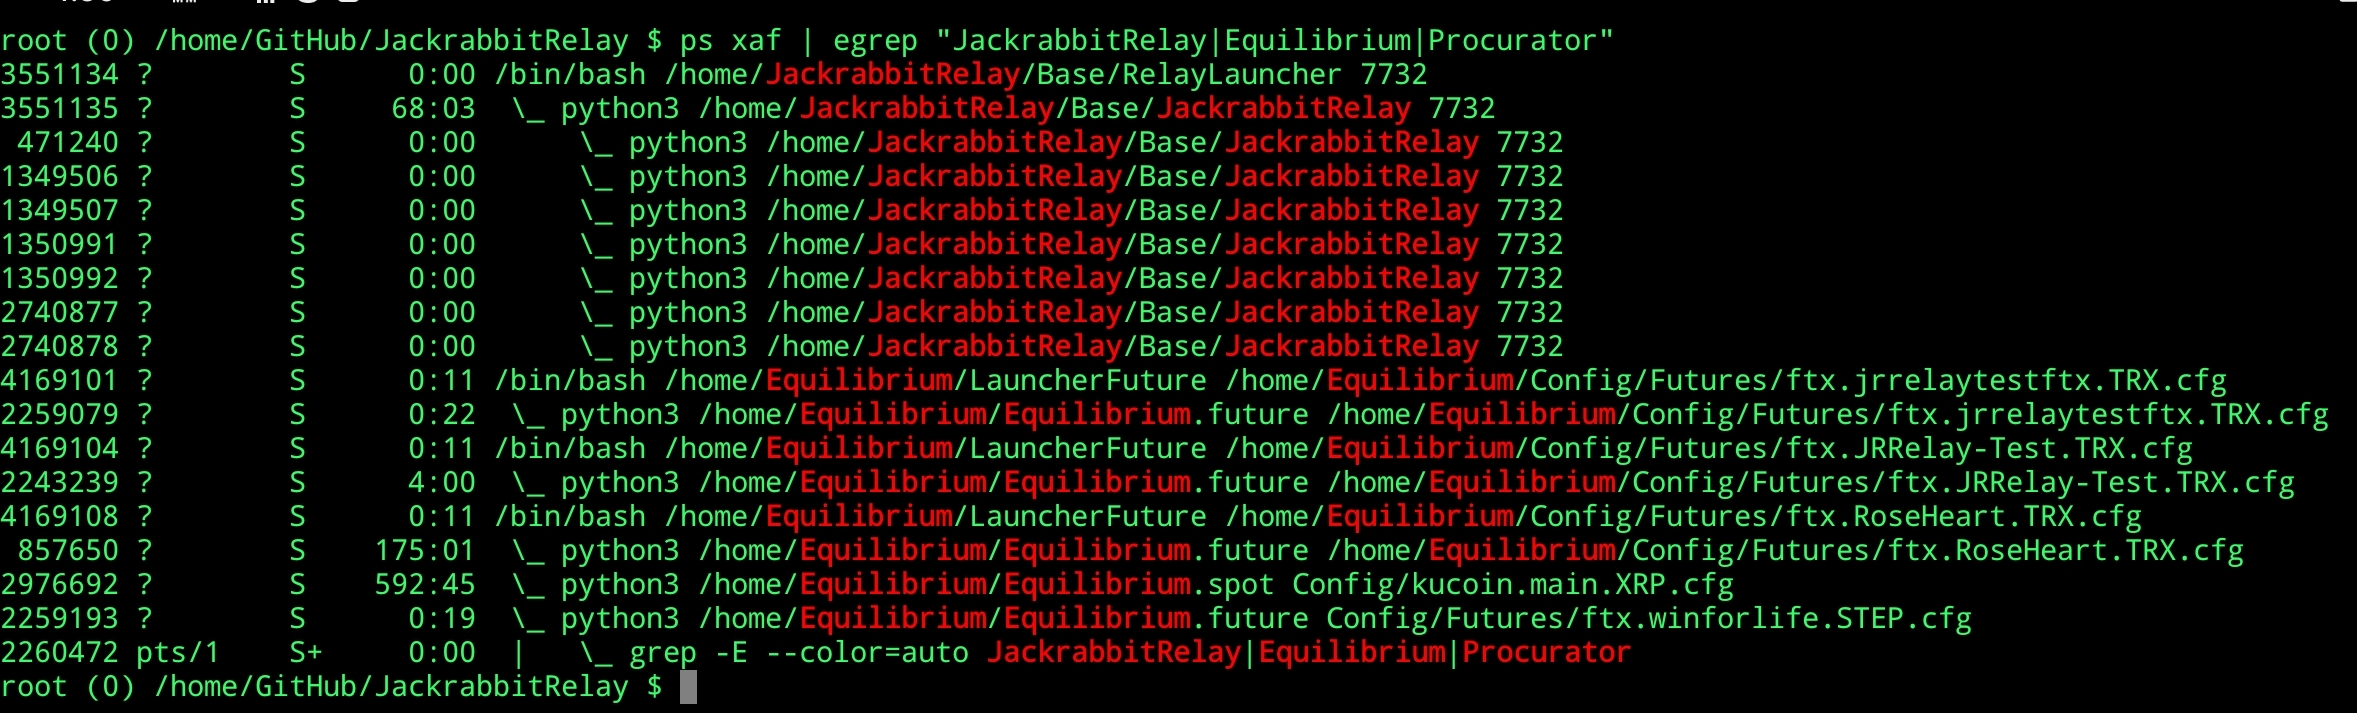 root (0) /home/GitHub/JackrabbitRelay $ ps xaf | egrep "JackrabbitRelay|Equilibrium|Procurator"
3551134 ?        S      0:00 /bin/bash /home/JackrabbitRelay/Base/RelayLauncher 7732
3551135 ?        S     68:03  \_ python3 /home/JackrabbitRelay/Base/JackrabbitRelay 7732
 471240 ?        S      0:00      \_ python3 /home/JackrabbitRelay/Base/JackrabbitRelay 7732
1349506 ?        S      0:00      \_ python3 /home/JackrabbitRelay/Base/JackrabbitRelay 7732
1349507 ?        S      0:00      \_ python3 /home/JackrabbitRelay/Base/JackrabbitRelay 7732
1350991 ?        S      0:00      \_ python3 /home/JackrabbitRelay/Base/JackrabbitRelay 7732
1350992 ?        S      0:00      \_ python3 /home/JackrabbitRelay/Base/JackrabbitRelay 7732
2740877 ?        S      0:00      \_ python3 /home/JackrabbitRelay/Base/JackrabbitRelay 7732
2740878 ?        S      0:00      \_ python3 /home/JackrabbitRelay/Base/JackrabbitRelay 7732
4169101 ?        S      0:11 /bin/bash /home/Equilibrium/LauncherFuture /home/Equilibrium/Config/Futures/ftx.jrrelaytestftx.TRX.cfg
2259079 ?        S      0:22  \_ python3 /home/Equilibrium/Equilibrium.future /home/Equilibrium/Config/Futures/ftx.jrrelaytestftx.TRX.cfg
4169104 ?        S      0:11 /bin/bash /home/Equilibrium/LauncherFuture /home/Equilibrium/Config/Futures/ftx.JRRelay-Test.TRX.cfg
2243239 ?        S      4:00  \_ python3 /home/Equilibrium/Equilibrium.future /home/Equilibrium/Config/Futures/ftx.JRRelay-Test.TRX.cfg
4169108 ?        S      0:11 /bin/bash /home/Equilibrium/LauncherFuture /home/Equilibrium/Config/Futures/ftx.RoseHeart.TRX.cfg
 857650 ?        S    175:01  \_ python3 /home/Equilibrium/Equilibrium.future /home/Equilibrium/Config/Futures/ftx.RoseHeart.TRX.cfg
2976692 ?        S    592:45  \_ python3 /home/Equilibrium/Equilibrium.spot Config/kucoin.main.XRP.cfg
2259193 ?        S      0:19  \_ python3 /home/Equilibrium/Equilibrium.future Config/Futures/ftx.winforlife.STEP.cfg
2260472 pts/1    S+     0:00  |   \_ grep -E --color=auto JackrabbitRelay|Equilibrium|Procurator
root (0) /home/GitHub/JackrabbitRelay $